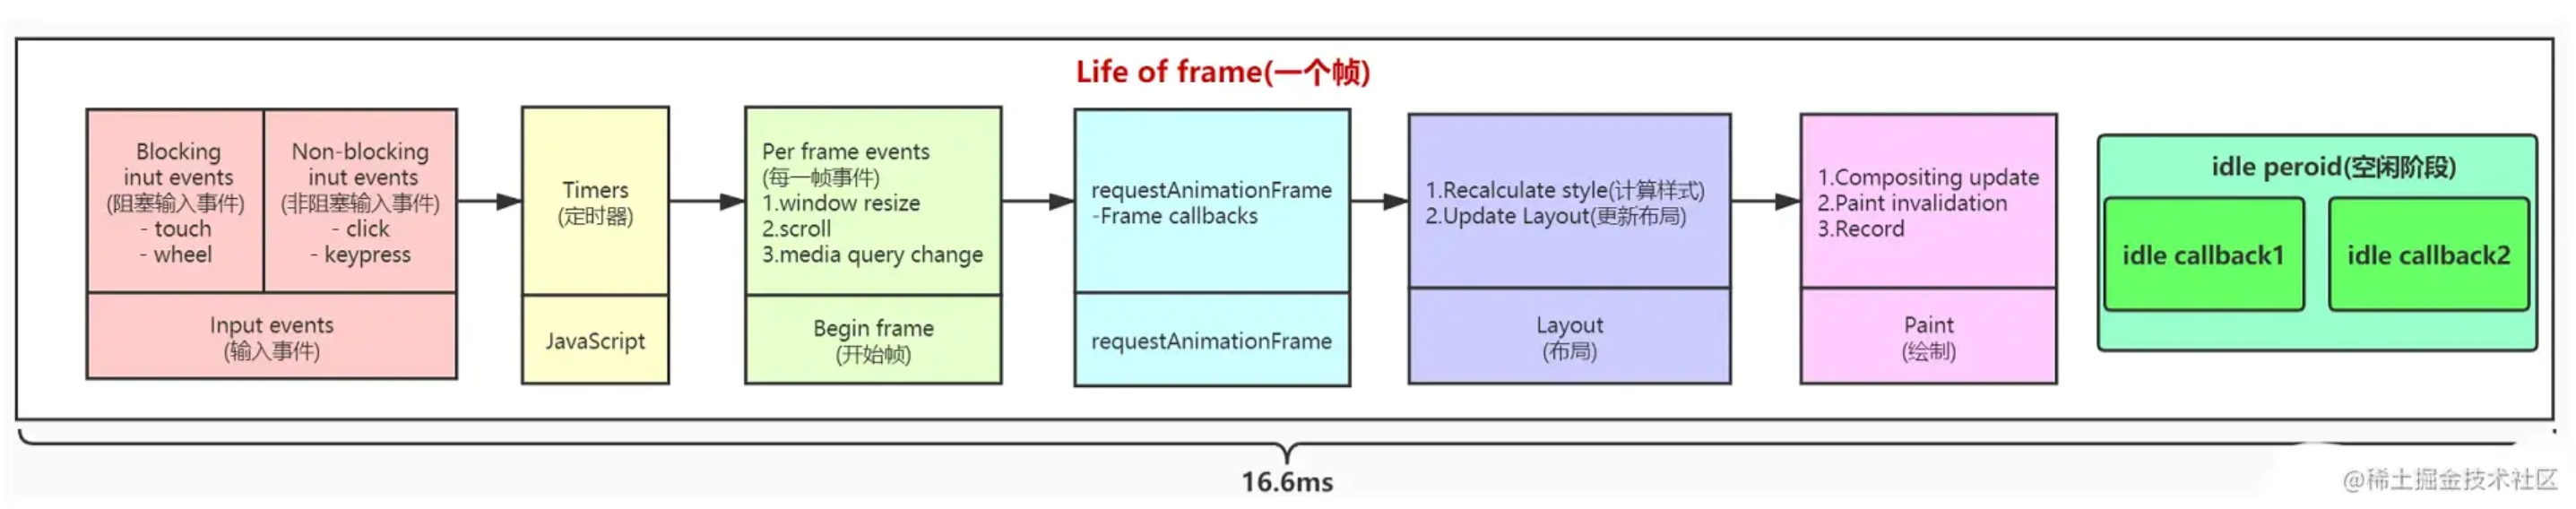 Life of frame(一个帧)
Blocking
inut events
(阻塞输入事件)
- touch
- wheel
Non-blocking
inut events
(非阻塞输入事件)
- click
- keypress
Input events
(输入事件)
Timers
(定时器)
JavaScript
Per frame events
(每一帧事件)
1.window resize
2.scroll
3.media query change
Begin frame
(开始帧)
requestAnimationFrame
-Frame callbacks
requestAnimationFrame
1.Recalculate style(计算样式)
2.Update Layout(更新布局)
Layout
(布局)
1.Compositing update
2.Paint invalidation
3.Record
Paint
(绘制)
idle peroid(空闲阶段)
idle callback1
idle callback2
16.6ms
@稀土掘金技术社区